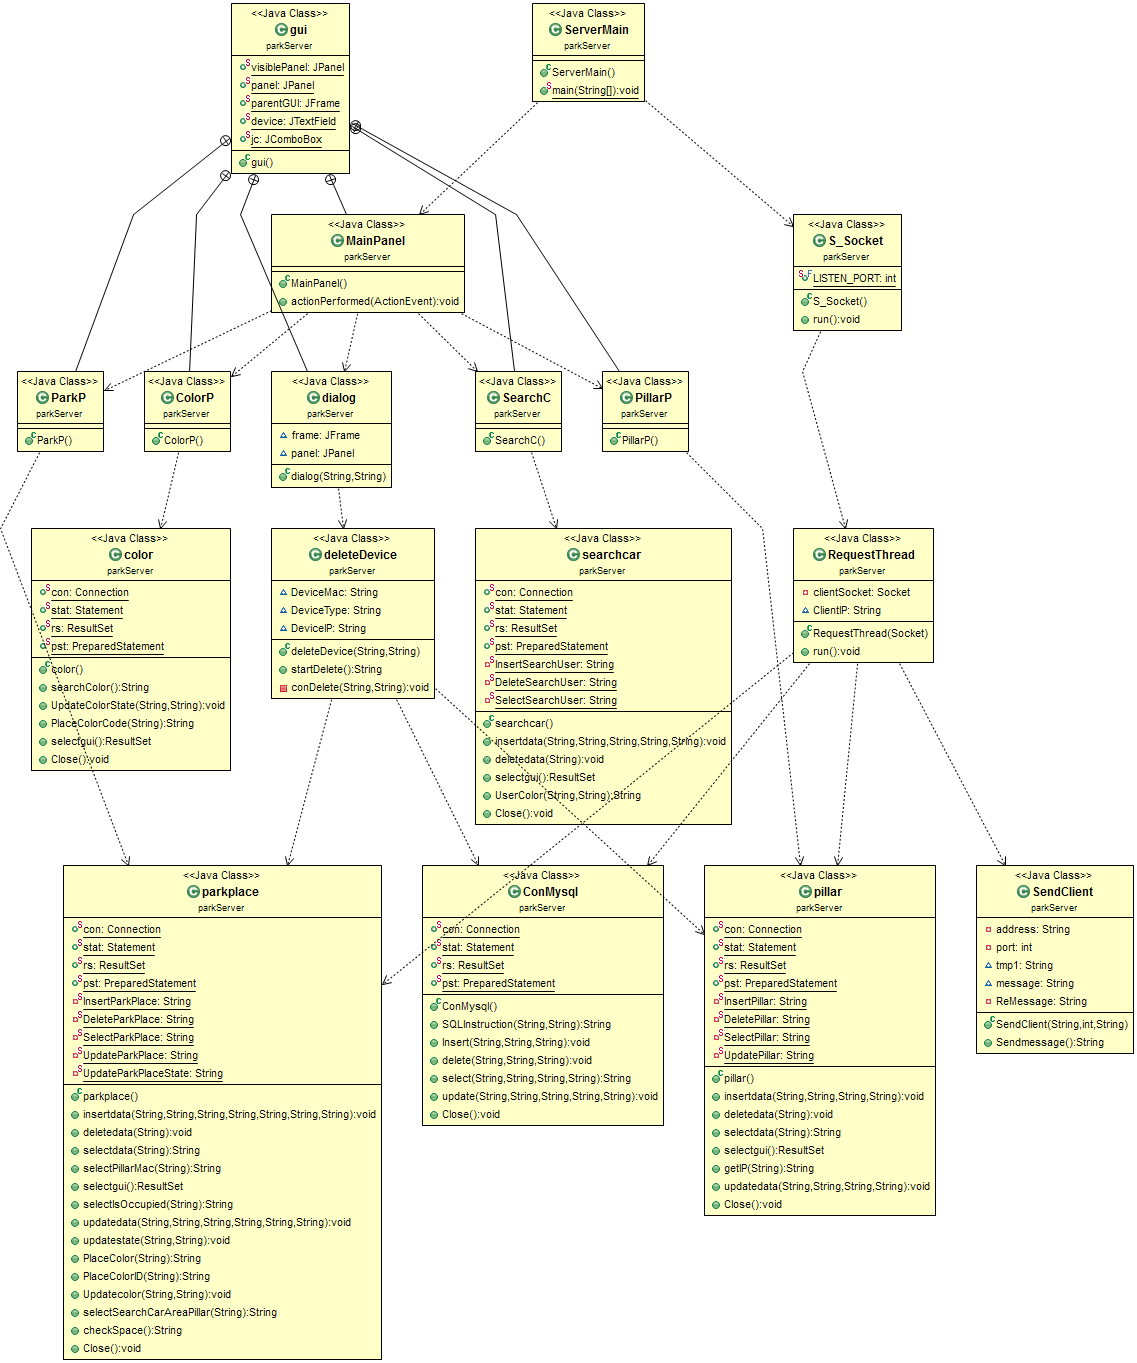 <<Java Class>>
gui
parkServer
visiblePanel: JPanel
panel: JPanel
parentGUI: JFrame
device: JTextField
jc: JComboBox
gui()
<<Java Class>>
ServerMain
parkServer
ServerMain()
main(String[]):void
<<Java Class>>
MainPanel
parkServer
MainPanel()
actionPerformed(ActionEvent):void
<<Java Class>>
S_Socket
parkServer
LISTEN_PORT: int
S_Socket()
run():void
<<Java Class>>
ParkP
parkServer
ParkP()
<<Java Class>>
ColorP
parkServer
ColorP()
<<Java Class>>
dialog
parkServer
frame: JFrame
panel: JPanel
dialog(String,String)
<<Java Class>>
SearchC
parkServer
SearchC()
<<Java Class>>
PillarP
parkServer
PillarP()
<<Java Class>>
color
parkServer
con: Connection
stat: Statement
rs: ResultSet
pst: PreparedStatement
color()
searchColor():String
UpdateColorState(String,String):void
PlaceColorCode(String):String
selectgui():ResultSet
Close():void
<<Java Class>>
deleteDevice
parkServer
DeviceMac: String
DeviceType: String
DeviceIP: String
deleteDevice(String,String)
startDelete():String
conDelete(String,String):void
<<Java Class>>
searchcar
parkServer
con: Connection
stat: Statement
rs: ResultSet
pst: PreparedStatement
InsertSearchUser: String
DeleteSearchUser: String
SelectSearchUser: String
searchcar()
insertdata(String,String,String,String,String):void
deletedata(String):void
selectgui():ResultSet
UserColor(String,String):String
Close():void
<<Java Class>>
RequestThread
parkServer
clientSocket: Socket
ClientIP: String
RequestThread(Socket)
run():void
<<Java Class>>
parkplace
parkServer
con: Connection
stat: Statement
rs: ResultSet
pst: PreparedStatement
InsertParkPlace: String
DeleteParkPlace: String
SelectParkPlace: String
UpdateParkPlace: String
UpdateParkPlaceState: String
parkplace()
insertdata(String,String,String,String,String,String,String):void
deletedata(String):void
selectdata(String):String
selectPillarMac(String):String
selectgui():ResultSet
selectIsOccupied(String):String
updatedata(String,String,String,String,String,String):void
updatestate(String,String):void
PlaceColor(String):String
PlaceColorID(String):String
Updatecolor(String,String):void
selectSearchCarAreaPillar(String):String
checkSpace():String
Close():void
<<Java Class>>
ConMysql
parkServer
con: Connection
stat: Statement
rs: ResultSet
pst: PreparedStatement
ConMysql()
SQLInstruction(String,String):String
Insert(String,String,String):void
delete(String,String,String):void
select(String,String,String,String):String
update(String,String,String,String,String):void
Close():void
<<Java Class>>
pillar
parkServer
con: Connection
stat: Statement
rs: ResultSet
pst: PreparedStatement
InsertPillar: String
DeletePillar: String
SelectPillar: String
UpdatePillar: String
pillar()
insertdata(String,String,String,String):void
deletedata(String):void
selectdata(String):String
selectgui():ResultSet
getIP(String):String
updatedata(String,String,String,String):void
Close():void
<<Java Class>>
SendClient
parkServer
address: String
port: int
tmp1: String
message: String
ReMessage: String
SendClient(String,int,String)
Sendmessage():String